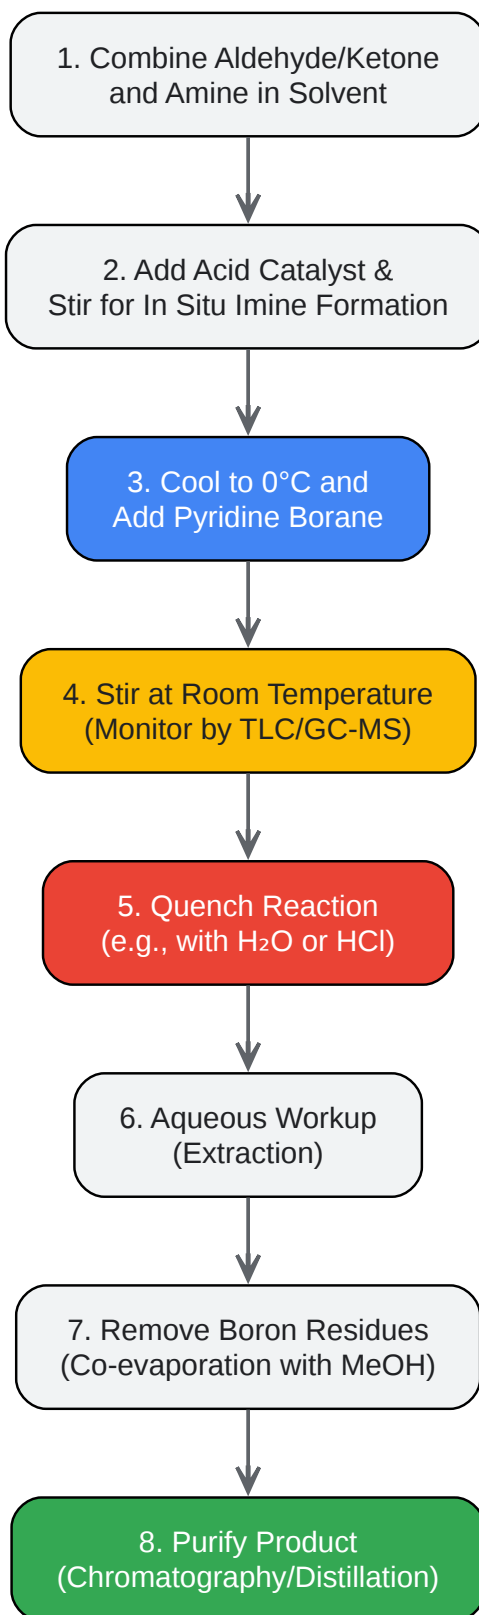 1. Combine Aldehyde/Ketone
and Amine in Solvent
2. Add Acid Catalyst &
Stir for In Situ Imine Formation
3. Cool to 0°C and
Add Pyridine Borane
4. Stir at Room Temperature
(Monitor by TLC/GC-MS)
5. Quench Reaction
(e.g., with H₂O or HCl)
6. Aqueous Workup
(Extraction)
7. Remove Boron Residues
(Co-evaporation with MeOH)
8. Purify Product
(Chromatography/Distillation)